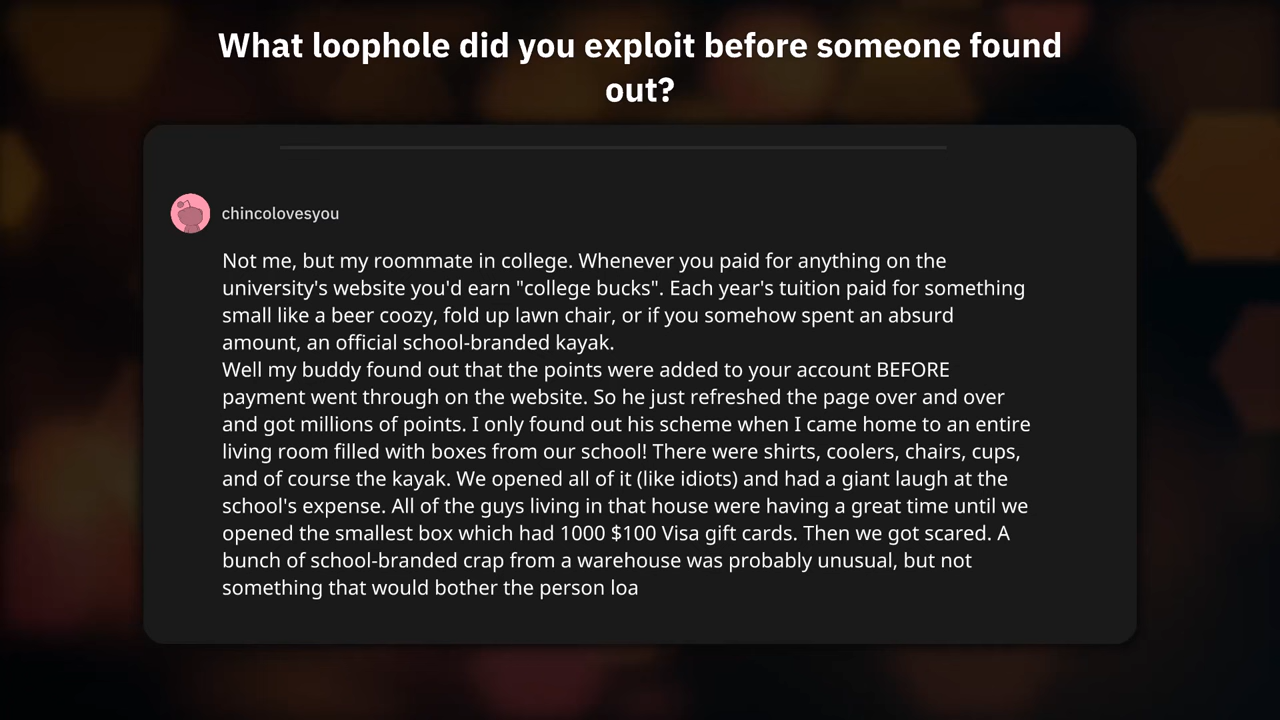 What loophole did you exploit before someone found
out?
chincolovesyou
Not me, but my roommate in college. Whenever you paid for anything on the
university's website you'd earn "college bucks". Each year's tuition paid for something
small like a beer coozy, fold up lawn chair, or if you somehow spent an absurd
amount, an official school-branded kayak.
Well my buddy found out that the points were added to your account BEFORE
payment went through on the website. So he just refreshed the page over and over
and got millions of points. I only found out his scheme when I came home to an entire
living room filled with boxes from our school! There were shirts, coolers, chairs, cups,
and of course the kayak. We opened all of it (like idiots) and had a giant laugh at the
school's expense. All of the guys living in that house were having a great time until we
opened the smallest box which had 1000 $100 Visa gift cards. Then we got scared. A
bunch of school-branded crap from a warehouse was probably unusual, but not
something that would bother the person loa